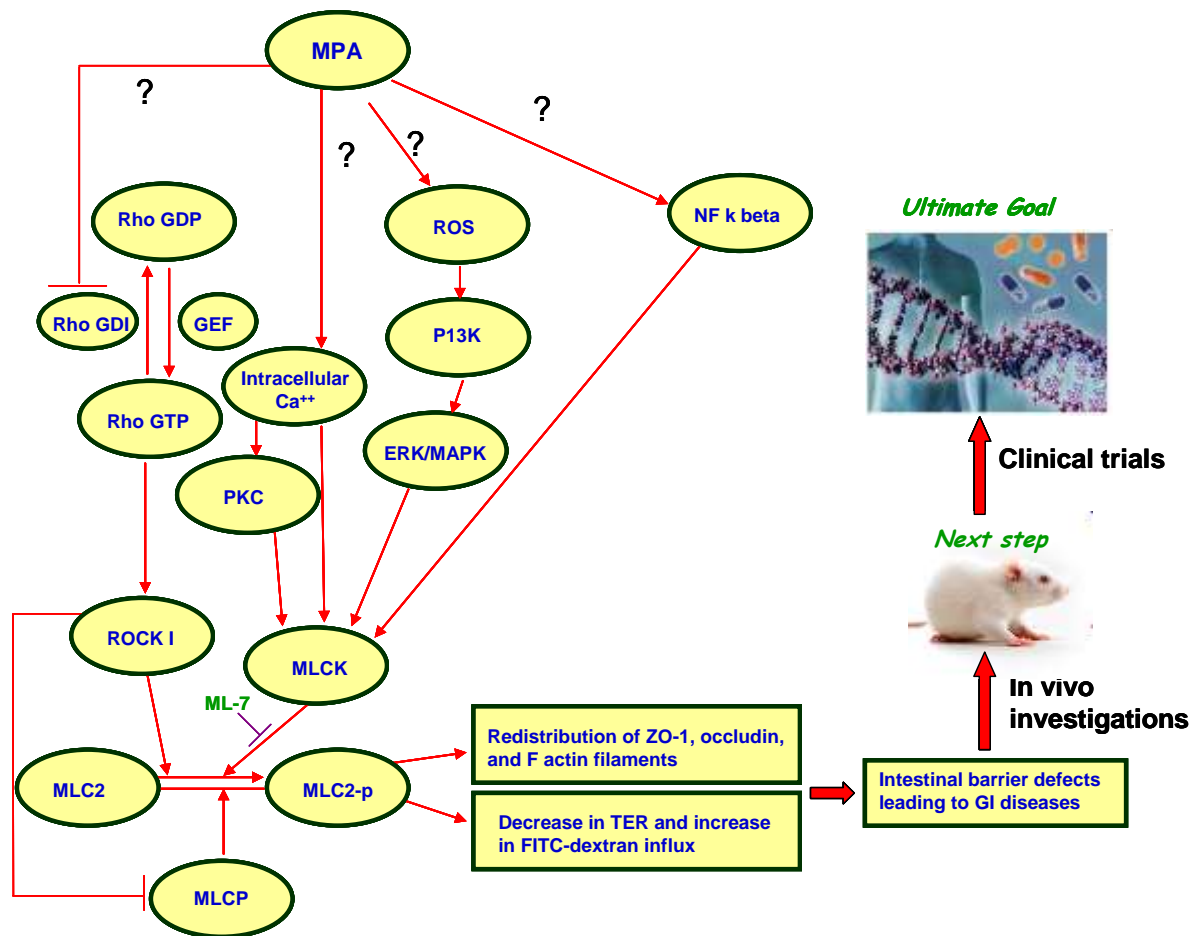 MPA
?
?
?
?
Rho GDP
ROS
NF k beta
Ultimate Goal
Rho GDI
GEF
P13K
Intracellular
Ca⁺⁺
Rho GTP
ERK/MAPK
PKC
Clinical trials
Next step
ROCK I
MLCK
ML-7
In vivo
investigations
Redistribution of ZO-1, occludin,
and F actin filaments
MLC2
MLC2-p
Intestinal barrier defects
leading to GI diseases
Decrease in TER and increase
in FITC-dextran influx
MLCP